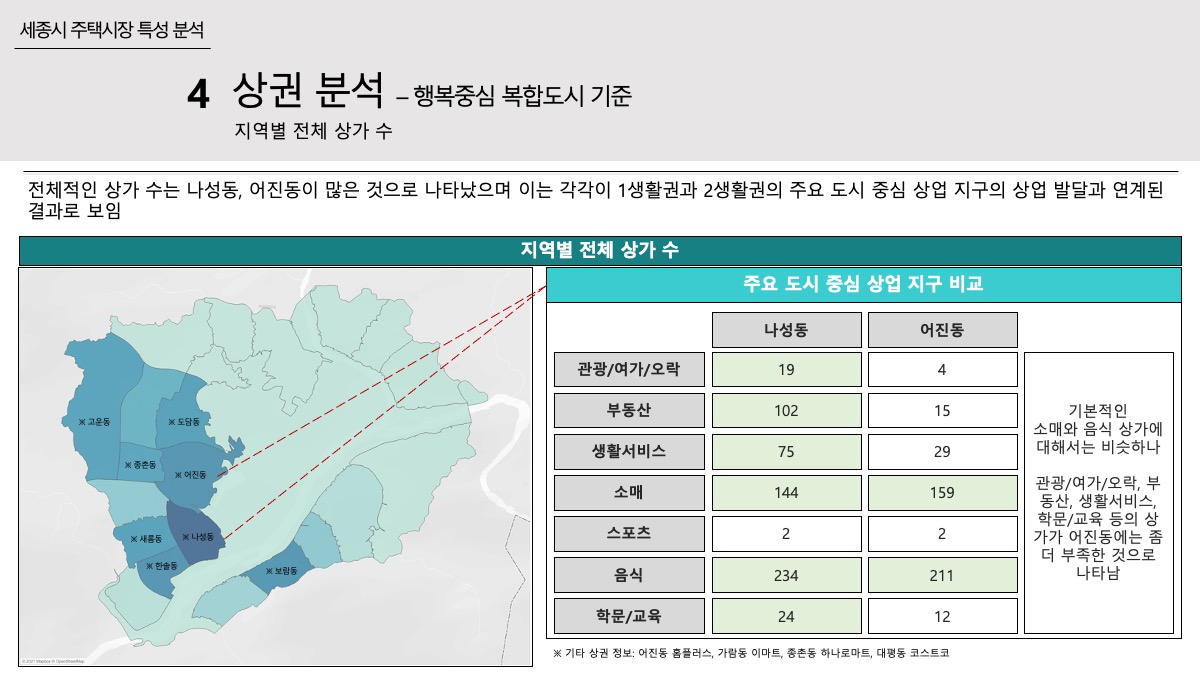 세종시 주택시장 특성 분석
4 상권 분석 – 행복중심 복합도시 기준
지역별 전체 상가 수
전체적인 상가 수는 나성동, 어진동이 많은 것으로 나타났으며 이는 각각이 1생활권과 2생활권의 주요 도시 중심 상업 지구의 상업 발달과 연계된
결과로 보임
지역별 전체 상가 수
※ 고운동
※ 도담동
※ 종촌동
※ 어진동
※ 새롬동
※ 나성동
※ 한솔동
※ 보람동
© 2021 Mapbox © OpenStreetMap
주요 도시 중심 상업 지구 비교
나성동 어진동
관광/여가/오락 19 4
부동산 102 15
생활서비스 75 29
소매 144 159
스포츠 2 2
음식 234 211
학문/교육 24 12
기본적인
소매와 음식 상가에
대해서는 비슷하나
관광/여가/오락, 부
동산, 생활서비스,
학문/교육 등의 상
가가 어진동에는 좀
더 부족한 것으로
나타남
※ 기타 상권 정보: 어진동 홈플러스, 가람동 이마트, 종촌동 하나로마트, 대평동 코스트코